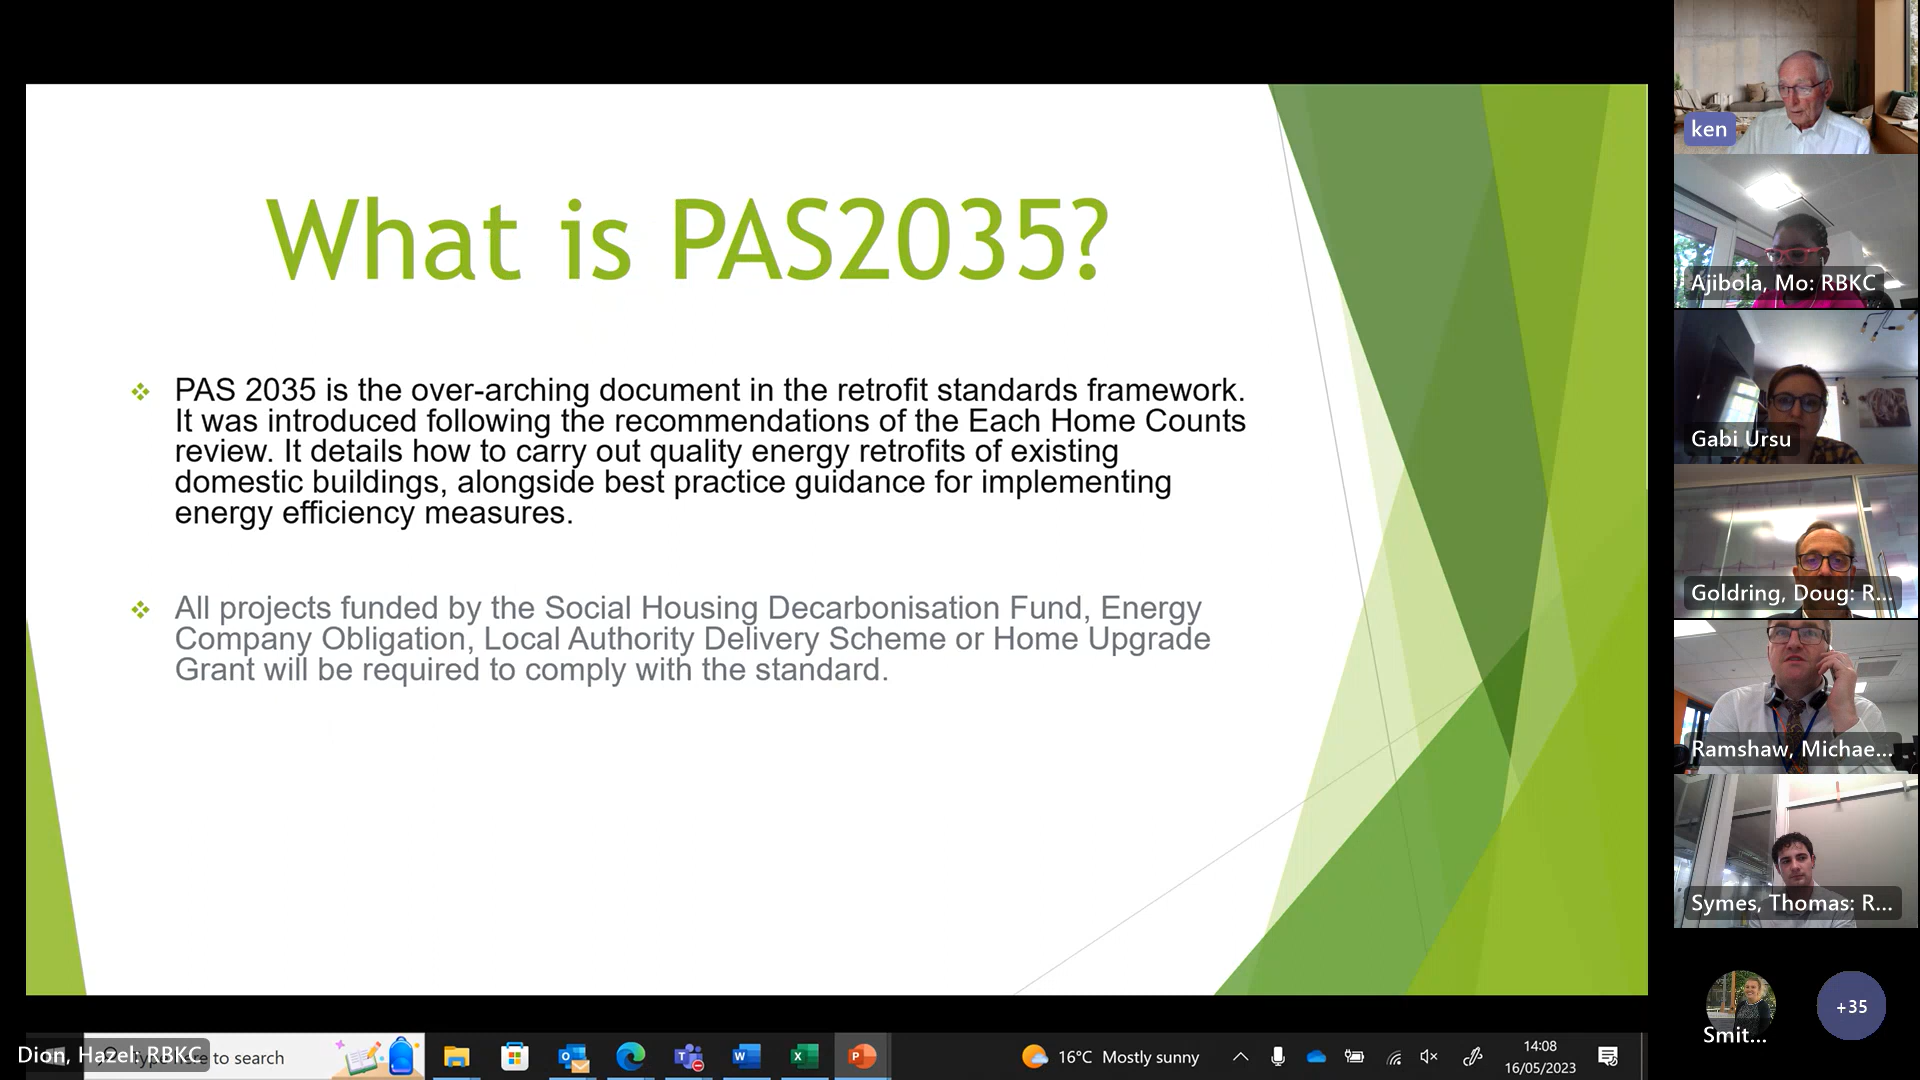 What is PAS2035?
PAS 2035 is the over-arching document in the retrofit standards framework.
It was introduced following the recommendations of the Each Home Counts
review. It details how to carry out quality energy retrofits of existing
domestic buildings, alongside best practice guidance for implementing
energy efficiency measures.
All projects funded by the Social Housing Decarbonisation Fund, Energy
Company Obligation, Local Authority Delivery Scheme or Home Upgrade
Grant will be required to comply with the standard.
ken
Ajibola, Mo: RBKC
Gabi Ursu
Goldring, Doug: R...
Ramshaw, Michae...
Symes, Thomas: R...
Smit...
+35
Dion, Hazel: RBKC
to search
16°C Mostly sunny
14:08
16/05/2023